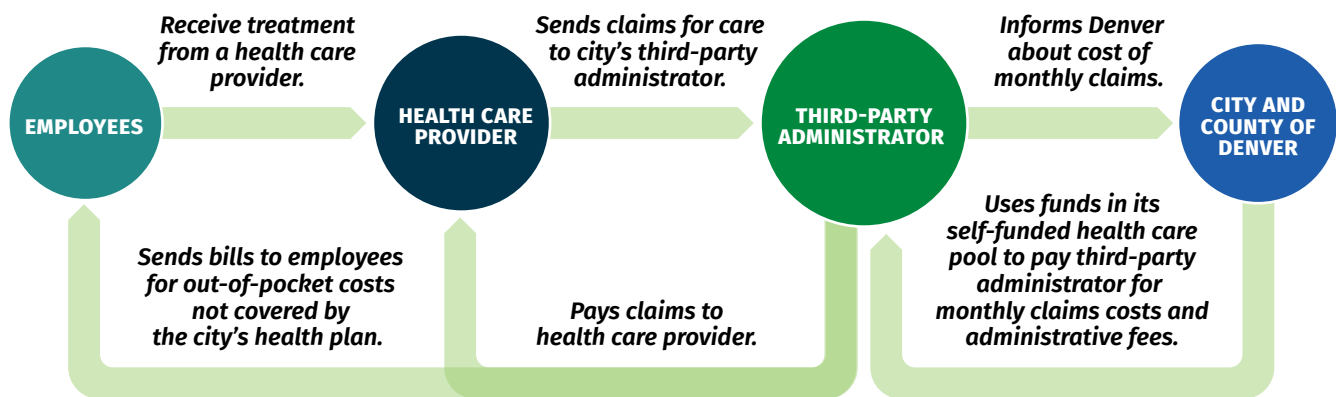 Receive treatment
from a health care
provider.
Sends claims for care
to city’s third-party
administrator.
Informs Denver
about cost of
monthly claims.
EMPLOYEES
HEALTH CARE
PROVIDER
THIRD-PARTY
ADMINISTRATOR
CITY AND
COUNTY OF
DENVER
Sends bills to employees
for out-of-pocket costs
not covered by
the city’s health plan.
Pays claims to
health care provider.
Uses funds in its
self-funded health care
pool to pay third-party
administrator for
monthly claims costs and
administrative fees.